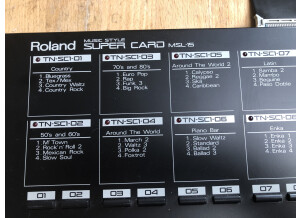 MUSIC STYLE
Roland SUPER CARD MSL-15
TN-SC1-01
Country
1. Bluegrass
2. Tex/Mex
3. Country Waltz
4. Country Rock
TN-SC1-03
70's and 80's
1. Euro Pop
2. Rap
3. Funk 3
4. Big Rock
TN-SC1-05
Around The World 2
1. Calypso
2. Reggae 2
3. Ska
4. Caribbean
TN-SC1-07
Latin
1. Samba 2
2. Mambo
3. Beguine
4. Paso Doble
TN-SC1-02
50's and 60's
1. M' Town
2. Rock'n' Roll 2
3. Mexican Rock
4. Slow Soul
TN-SC1-04
Around The World
1. March 2
2. Waltz 3
3. Polka 2
4. Foxtrot
TN-SC1-06
Piano Bar
1. Slow Waltz
2. Standard
3. Ballad 2
4. Ballad 3
TN-SC1-08
Enka
1. Enka 1
2. Enka 2
3. Enka 3
4. Enka 4
01 02 03 04 05 06 07